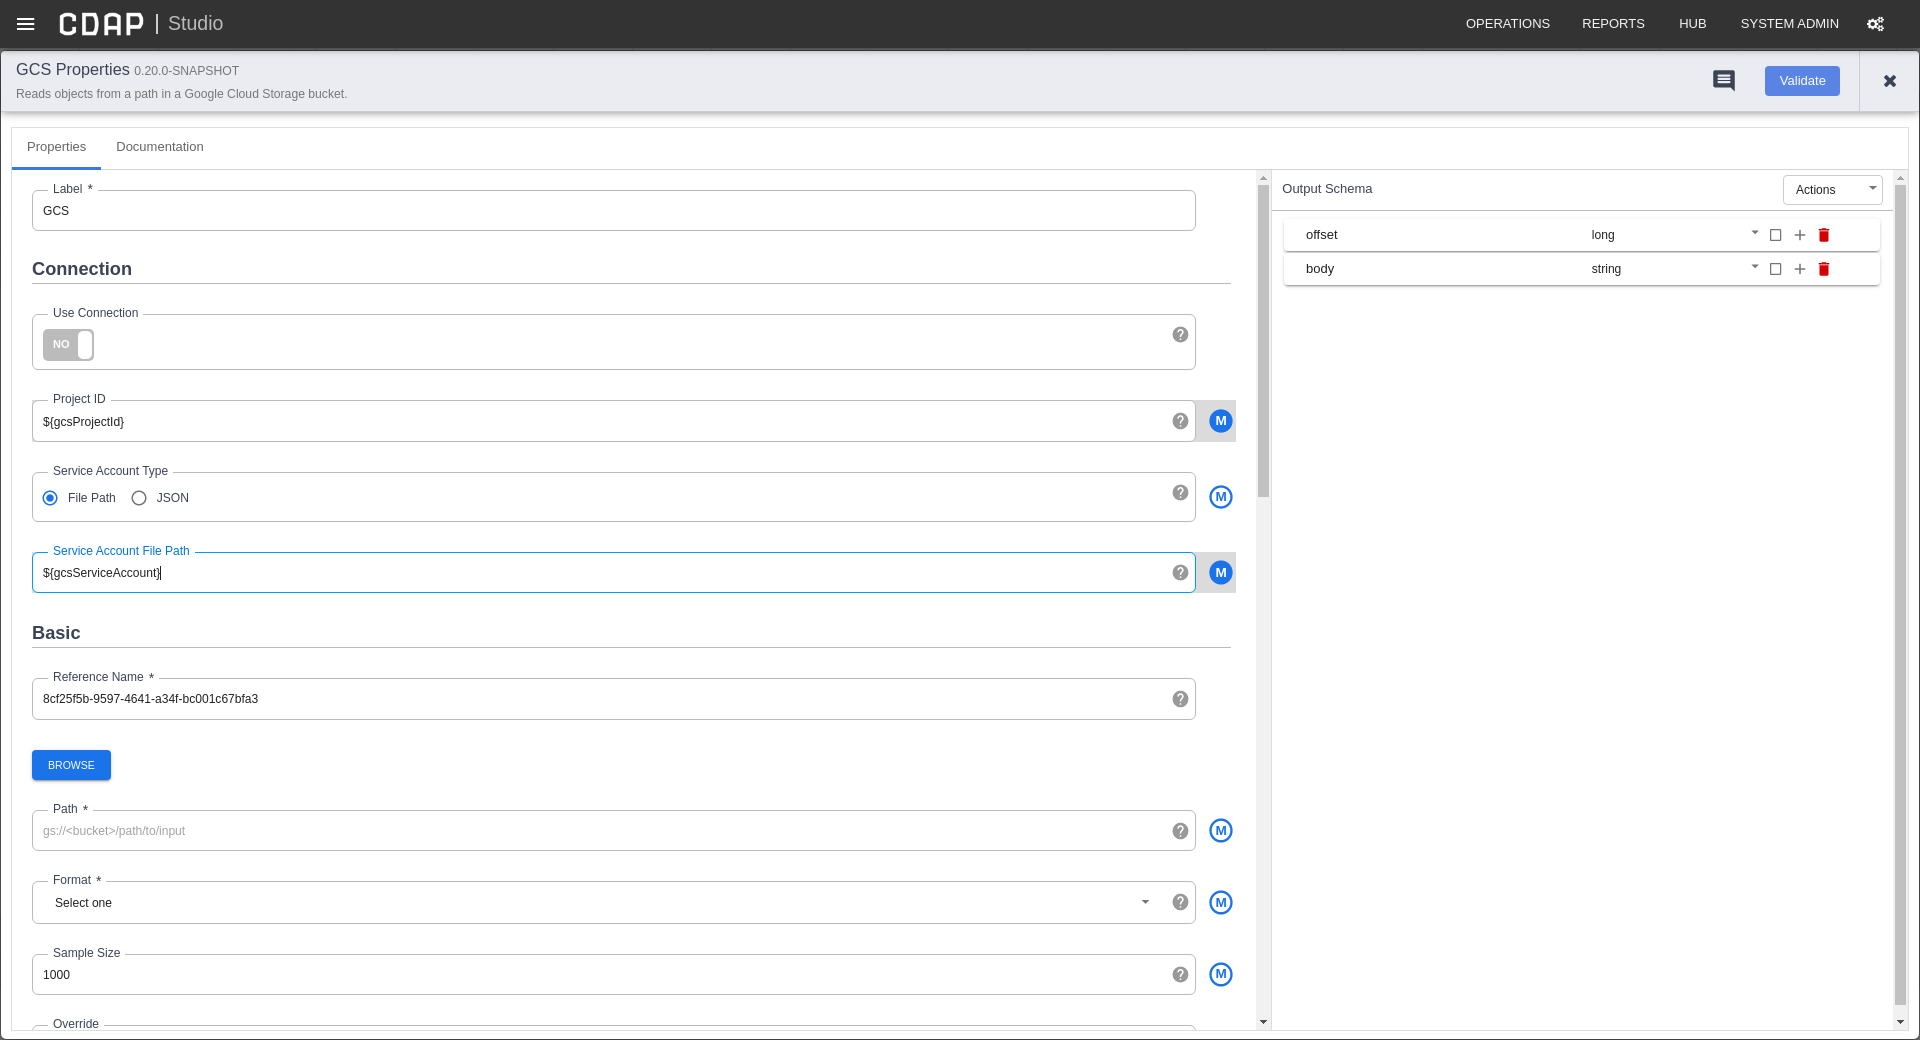 CDAP | Studio
OPERATIONS REPORTS HUB SYSTEM ADMIN
GCS Properties 0.20.0-SNAPSHOT
Reads objects from a path in a Google Cloud Storage bucket.
Validate
Properties Documentation
Label *
GCS
Connection
Use Connection
NO
Project ID
${gcsProjectId}
M
Service Account Type
File Path JSON
M
Service Account File Path
${gcsServiceAccount}
M
Basic
Reference Name *
8cf25f5b-9597-4641-a34f-bc001c67bfa3
BROWSE
Path *
gs://<bucket>/path/to/input
M
Format *
Select one
M
Sample Size
1000
M
Override
Output Schema
Actions
offset long
body string